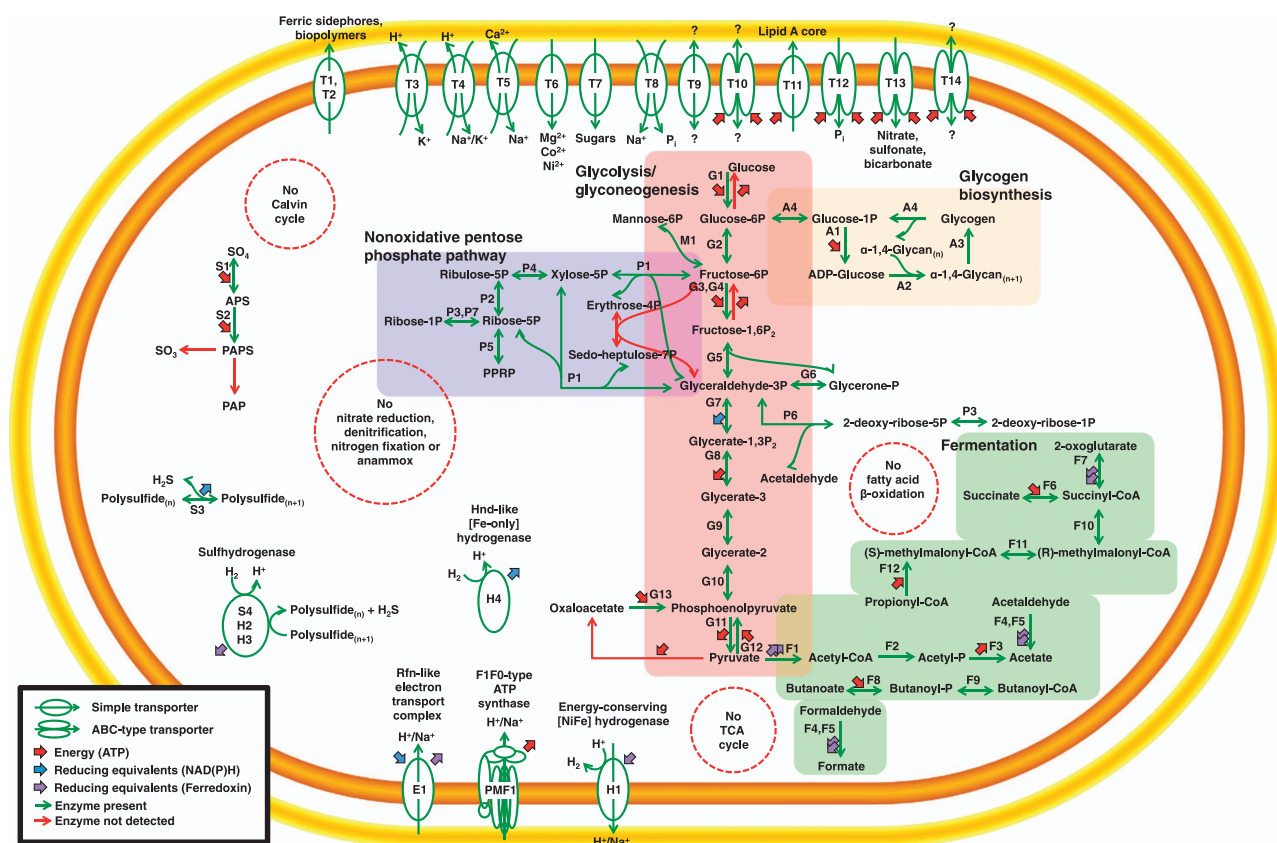 Ferric sidephores,
biopolymers
H⁺
H⁺
Ca²⁺
?
?
Lipid A core
?
T1,
T2
T3
T4
T5
T6
T7
T8
T9
T10
T11
T12
T13
T14
K⁺
Na⁺/K⁺
Na⁺
Mg²⁺
Co²⁺
Ni²⁺
Sugars
Na⁺
Pᵢ
?
?
Pᵢ
Nitrate,
sulfonate,
bicarbonate
?
No
Calvin
cycle
Glycolysis/
glyconeogenesis
Glucose
G1
Glycogen
biosynthesis
Mannose-6P
Glucose-6P
A4
Glucose-1P
A4
Glycogen
M1
G2
A1
α-1,4-Glycan₍ₙ₎
A3
ADP-Glucose
A2
α-1,4-Glycan₍ₙ₊₁₎
Nonoxidative pentose
phosphate pathway
Ribulose-5P
P4
Xylose-5P
P1
Fructose-6P
P2
Erythrose-4P
G3,G4
Ribose-1P
P3,P7
Ribose-5P
Fructose-1,6P₂
P5
Sedo-heptulose-7P
G5
PPRP
P1
Glyceraldehyde-3P
G6
Glycerone-P
SO₄
S1
APS
S2
SO₃
PAPS
PAP
No
nitrate reduction,
denitrification,
nitrogen fixation or
anammox
G7
P6
2-deoxy-ribose-5P
P3
2-deoxy-ribose-1P
Glycerate-1,3P₂
G8
Acetaldehyde
No
fatty acid
β-oxidation
Fermentation
2-oxoglutarate
F7
Succinate
F6
Succinyl-CoA
F10
Glycerate-3
G9
Glycerate-2
G10
(S)-methylmalonyl-CoA
F11
(R)-methylmalonyl-CoA
F12
Propionyl-CoA
Acetaldehyde
F4,F5
H₂S
Polysulfide₍ₙ₎
S3
Polysulfide₍ₙ₊₁₎
Hnd-like
[Fe-only]
hydrogenase
H⁺
H₂
H4
Sulfhydrogenase
H₂
H⁺
S4
H2
H3
Polysulfide₍ₙ₎ + H₂S
Polysulfide₍ₙ₊₁₎
Oxaloacetate
G13
Phosphoenolpyruvate
G11
G12
Pyruvate
F1
Acetyl-CoA
F2
Acetyl-P
F3
Acetate
Butanoate
F8
Butanoyl-P
F9
Butanoyl-CoA
Formaldehyde
F4,F5
Formate
No
TCA
cycle
Rfn-like
electron
transport
complex
H⁺/Na⁺
E1
F1F0-type
ATP
synthase
H⁺/Na⁺
PMF1
Energy-conserving
[NiFe] hydrogenase
H⁺
H₂
H1
H⁺/Na⁺
Simple transporter
ABC-type transporter
Energy (ATP)
Reducing equivalents (NAD(P)H)
Reducing equivalents (Ferredoxin)
Enzyme present
Enzyme not detected